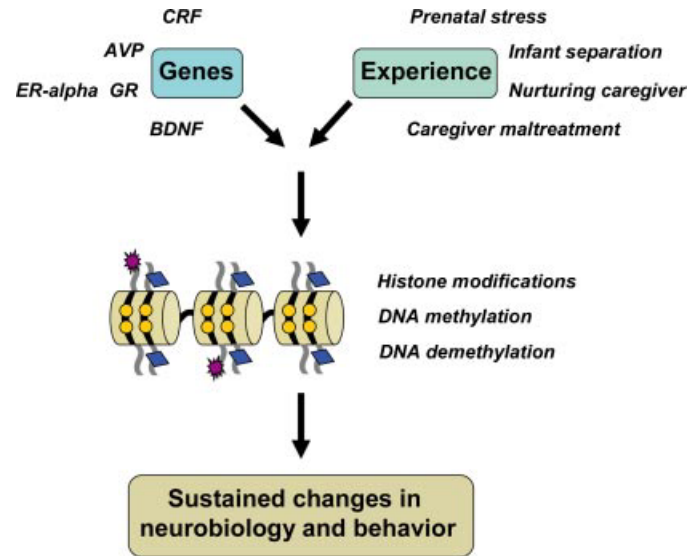 CRF
AVP
Genes
ER-alpha GR
BDNF
Prenatal stress
Infant separation
Experience
Nurturing caregiver
Caregiver maltreatment
Histone modifications
DNA methylation
DNA demethylation
Sustained changes in
neurobiology and behavior